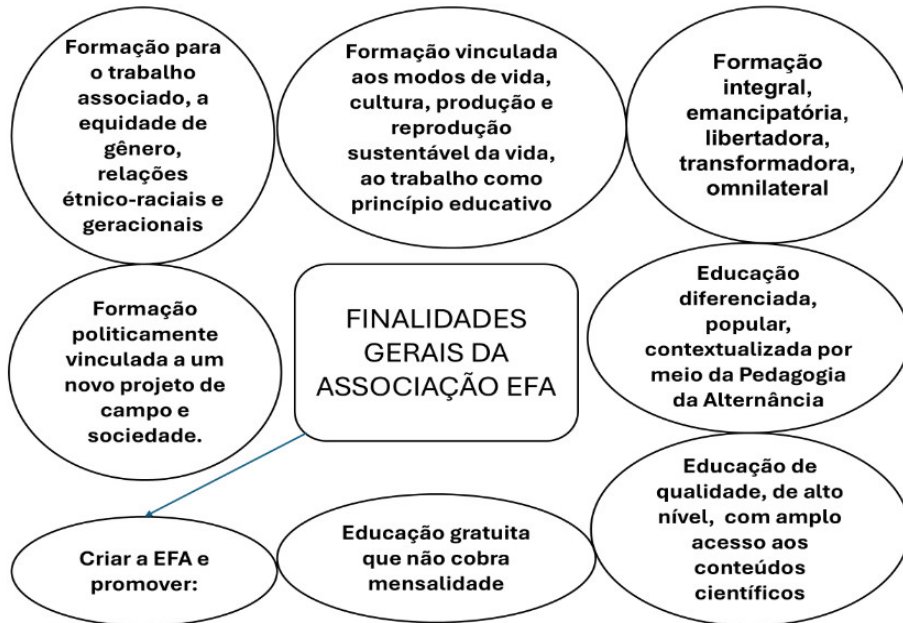 Formação para
o trabalho
associado, a
equidade de
gênero,
relações
étnico-raciais e
geracionais
Formação vinculada
aos modos de vida,
cultura, produção e
reprodução
sustentável da vida,
ao trabalho como
princípio educativo
Formação
integral,
emancipatória,
libertadora,
transformadora,
omnilateral
Formação
politicamente
vinculada a um
novo projeto de
campo e
sociedade.
FINALIDADES
GERAIS DA
ASSOCIAÇÃO EFA
Educação
diferenciada,
popular,
contextualizada por
meio da Pedagogia
da Alternância
Criar a EFA e
promover:
Educação gratuita
que não cobra
mensalidade
Educação de
qualidade, de alto
nível, com amplo
acesso aos
conteúdos
científicos